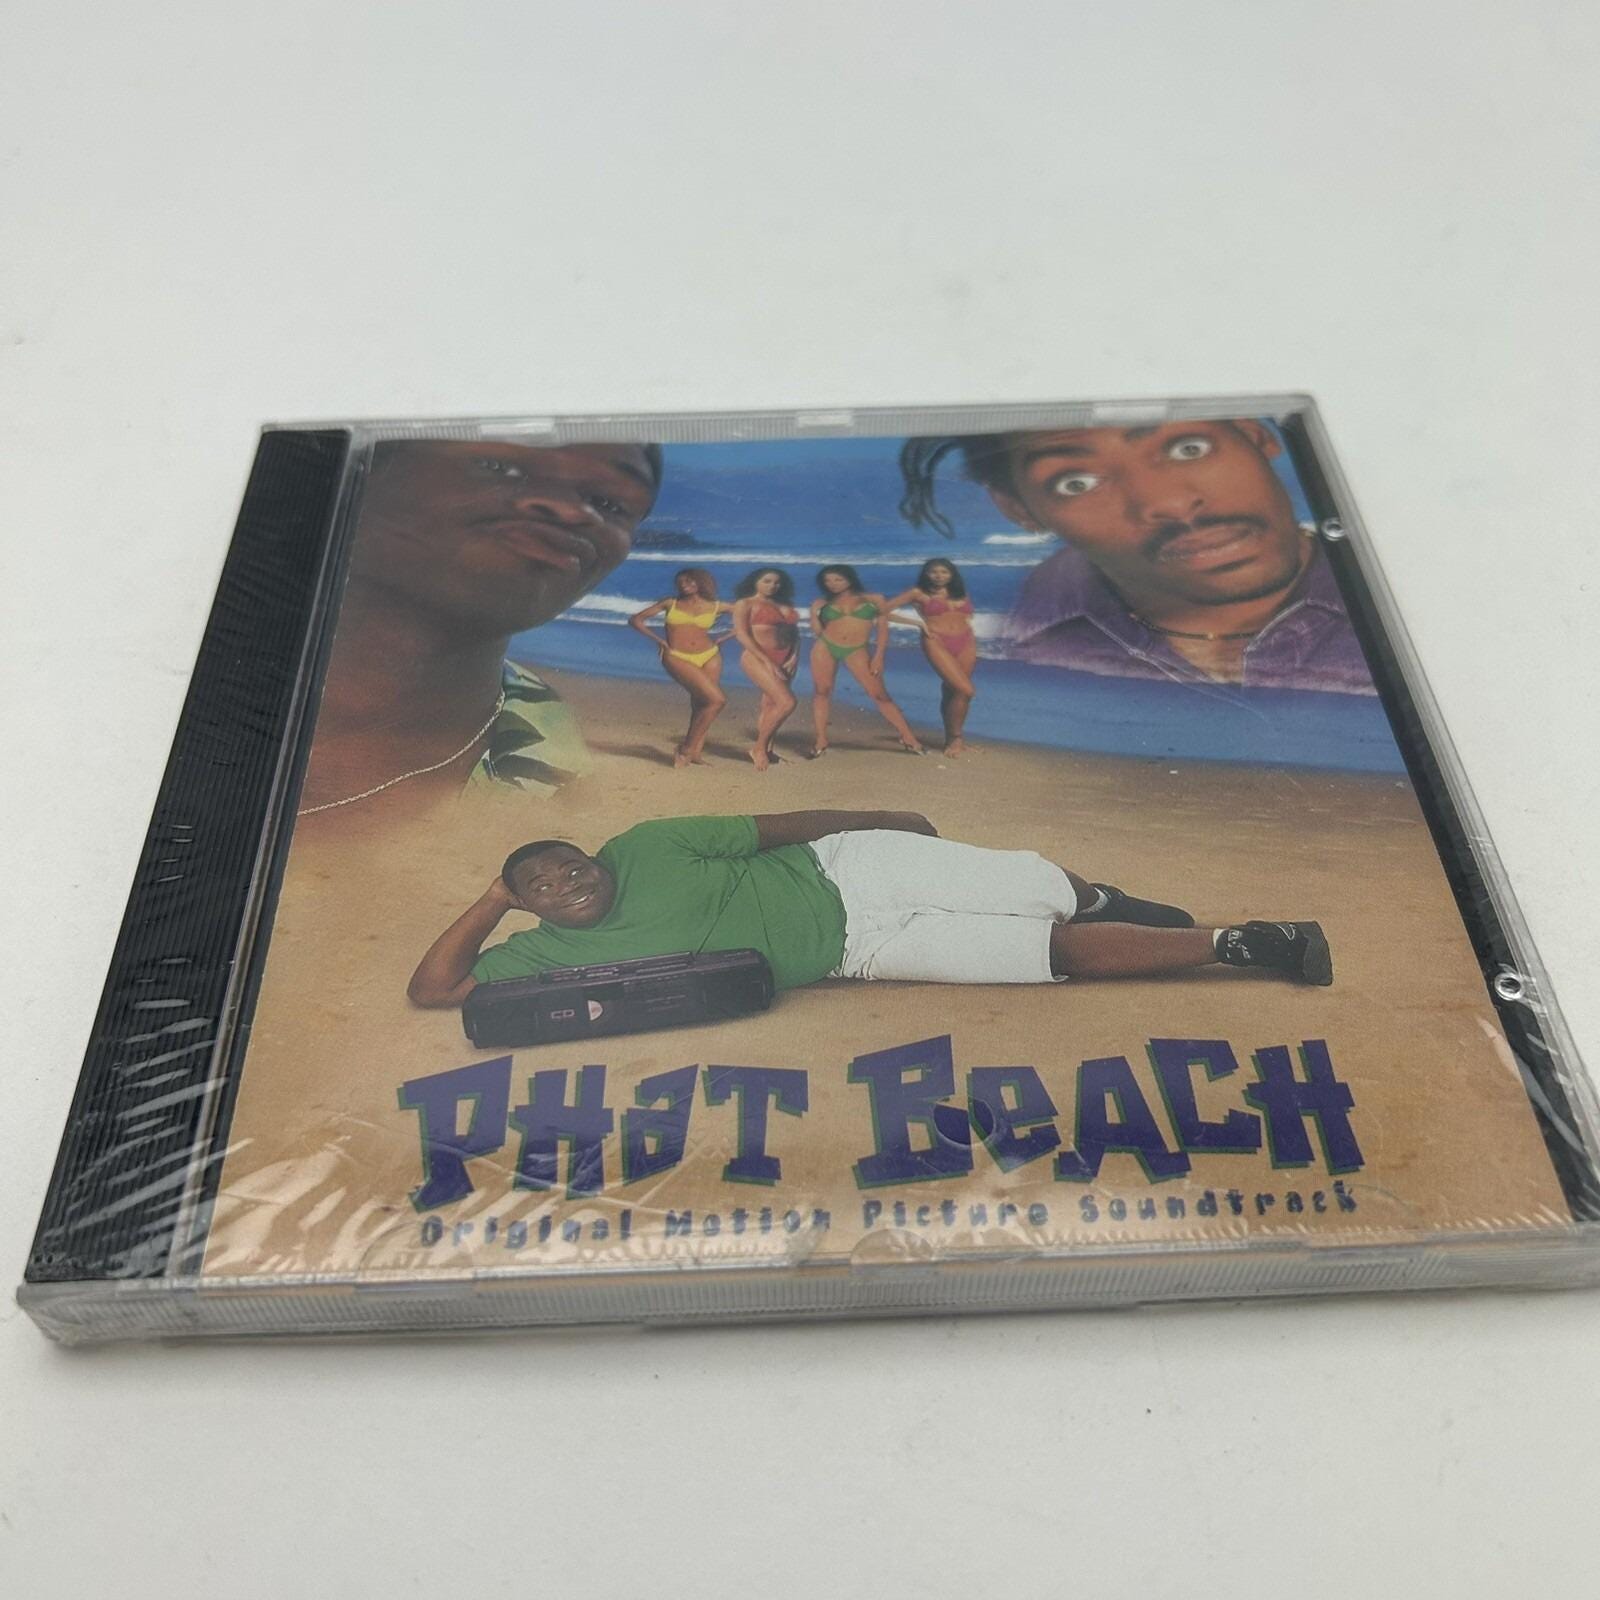 PHAT BEACH
Original Motion Picture Soundtrack
CD